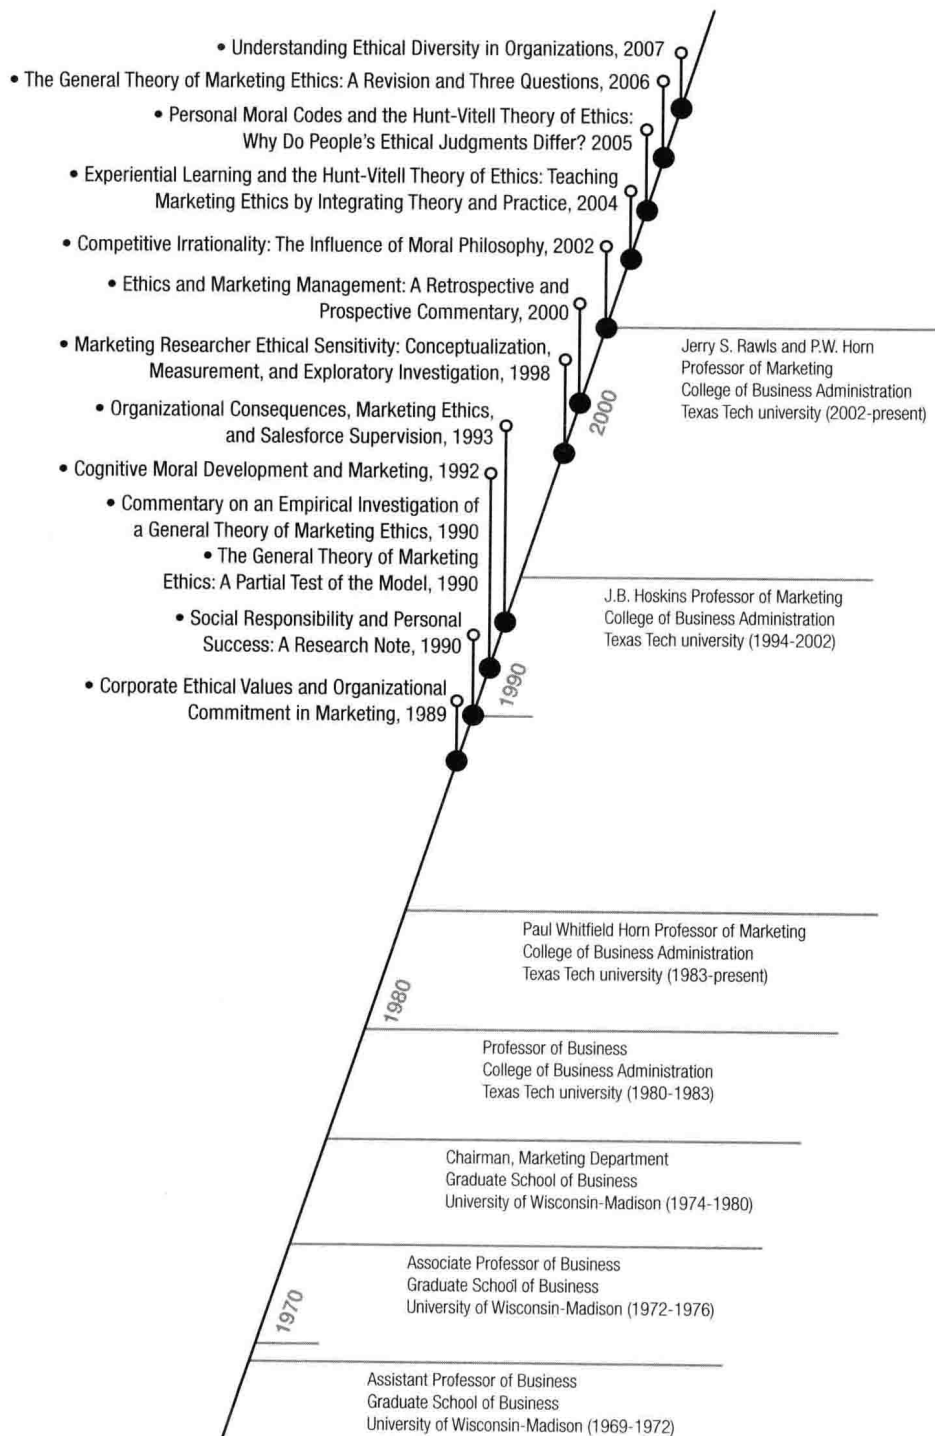 • Understanding Ethical Diversity in Organizations, 2007
• The General Theory of Marketing Ethics: A Revision and Three Questions, 2006
• Personal Moral Codes and the Hunt-Vitell Theory of Ethics:
Why Do People's Ethical Judgments Differ? 2005
• Experiential Learning and the Hunt-Vitell Theory of Ethics: Teaching
Marketing Ethics by Integrating Theory and Practice, 2004
• Competitive Irrationality: The Influence of Moral Philosophy, 2002
• Ethics and Marketing Management: A Retrospective and
Prospective Commentary, 2000
• Marketing Researcher Ethical Sensitivity: Conceptualization,
Measurement, and Exploratory Investigation, 1998
• Organizational Consequences, Marketing Ethics,
and Salesforce Supervision, 1993
• Cognitive Moral Development and Marketing, 1992
• Commentary on an Empirical Investigation of
a General Theory of Marketing Ethics, 1990
• The General Theory of Marketing
Ethics: A Partial Test of the Model, 1990
• Social Responsibility and Personal
Success: A Research Note, 1990
• Corporate Ethical Values and Organizational
Commitment in Marketing, 1989
2000
Jerry S. Rawls and P.W. Horn
Professor of Marketing
College of Business Administration
Texas Tech university (2002-present)
J.B. Hoskins Professor of Marketing
College of Business Administration
Texas Tech university (1994-2002)
1990
Paul Whitfield Horn Professor of Marketing
College of Business Administration
Texas Tech university (1983-present)
1980
Professor of Business
College of Business Administration
Texas Tech university (1980-1983)
Chairman, Marketing Department
Graduate School of Business
University of Wisconsin-Madison (1974-1980)
Associate Professor of Business
Graduate School of Business
University of Wisconsin-Madison (1972-1976)
1970
Assistant Professor of Business
Graduate School of Business
University of Wisconsin-Madison (1969-1972)